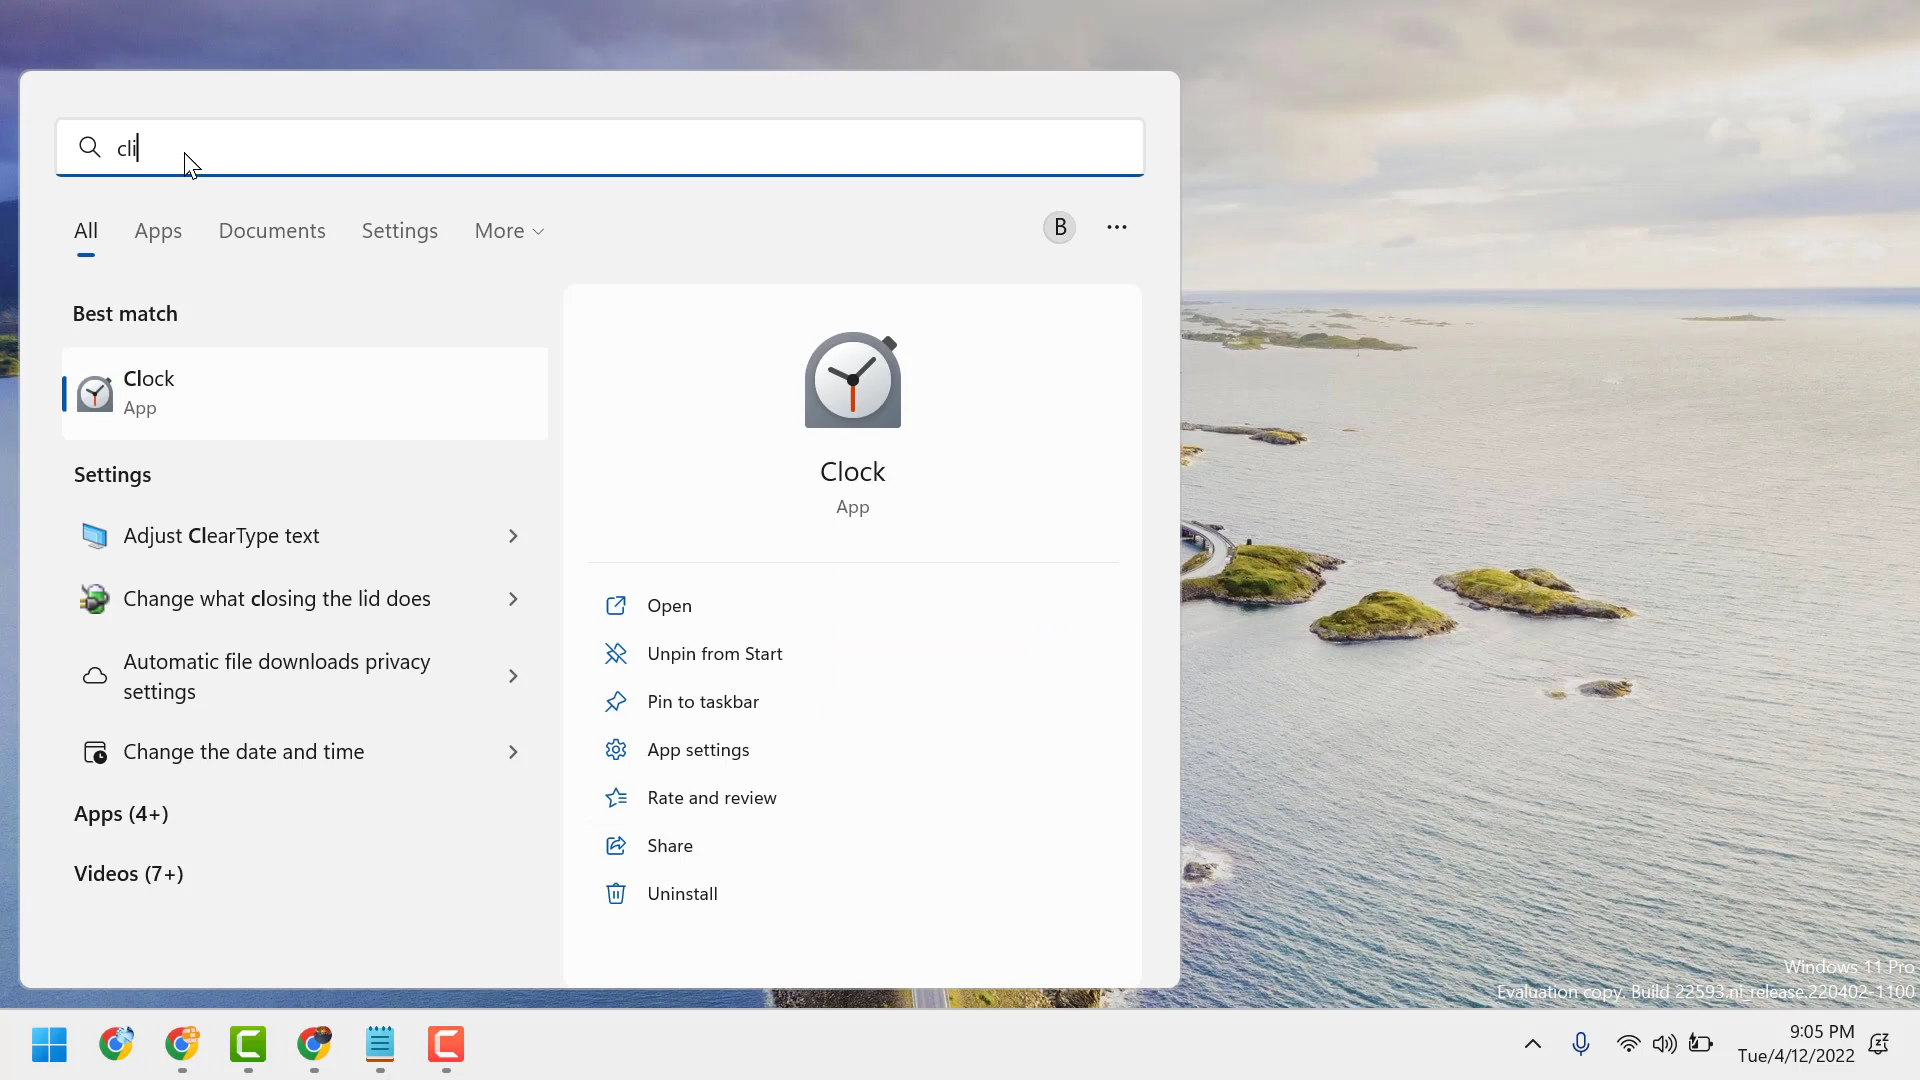 cli
All Apps Documents Settings More
B
Best match
Clock
App
Settings
Adjust ClearType text
Change what closing the lid does
Automatic file downloads privacy
settings
Change the date and time
Apps (4+)
Videos (7+)
Clock
App
Open
Unpin from Start
Pin to taskbar
App settings
Rate and review
Share
Uninstall
Windows 11 Pro
Evaluation copy. Build 22593.ni_release.220402-1100
9:05 PM
Tue/4/12/2022